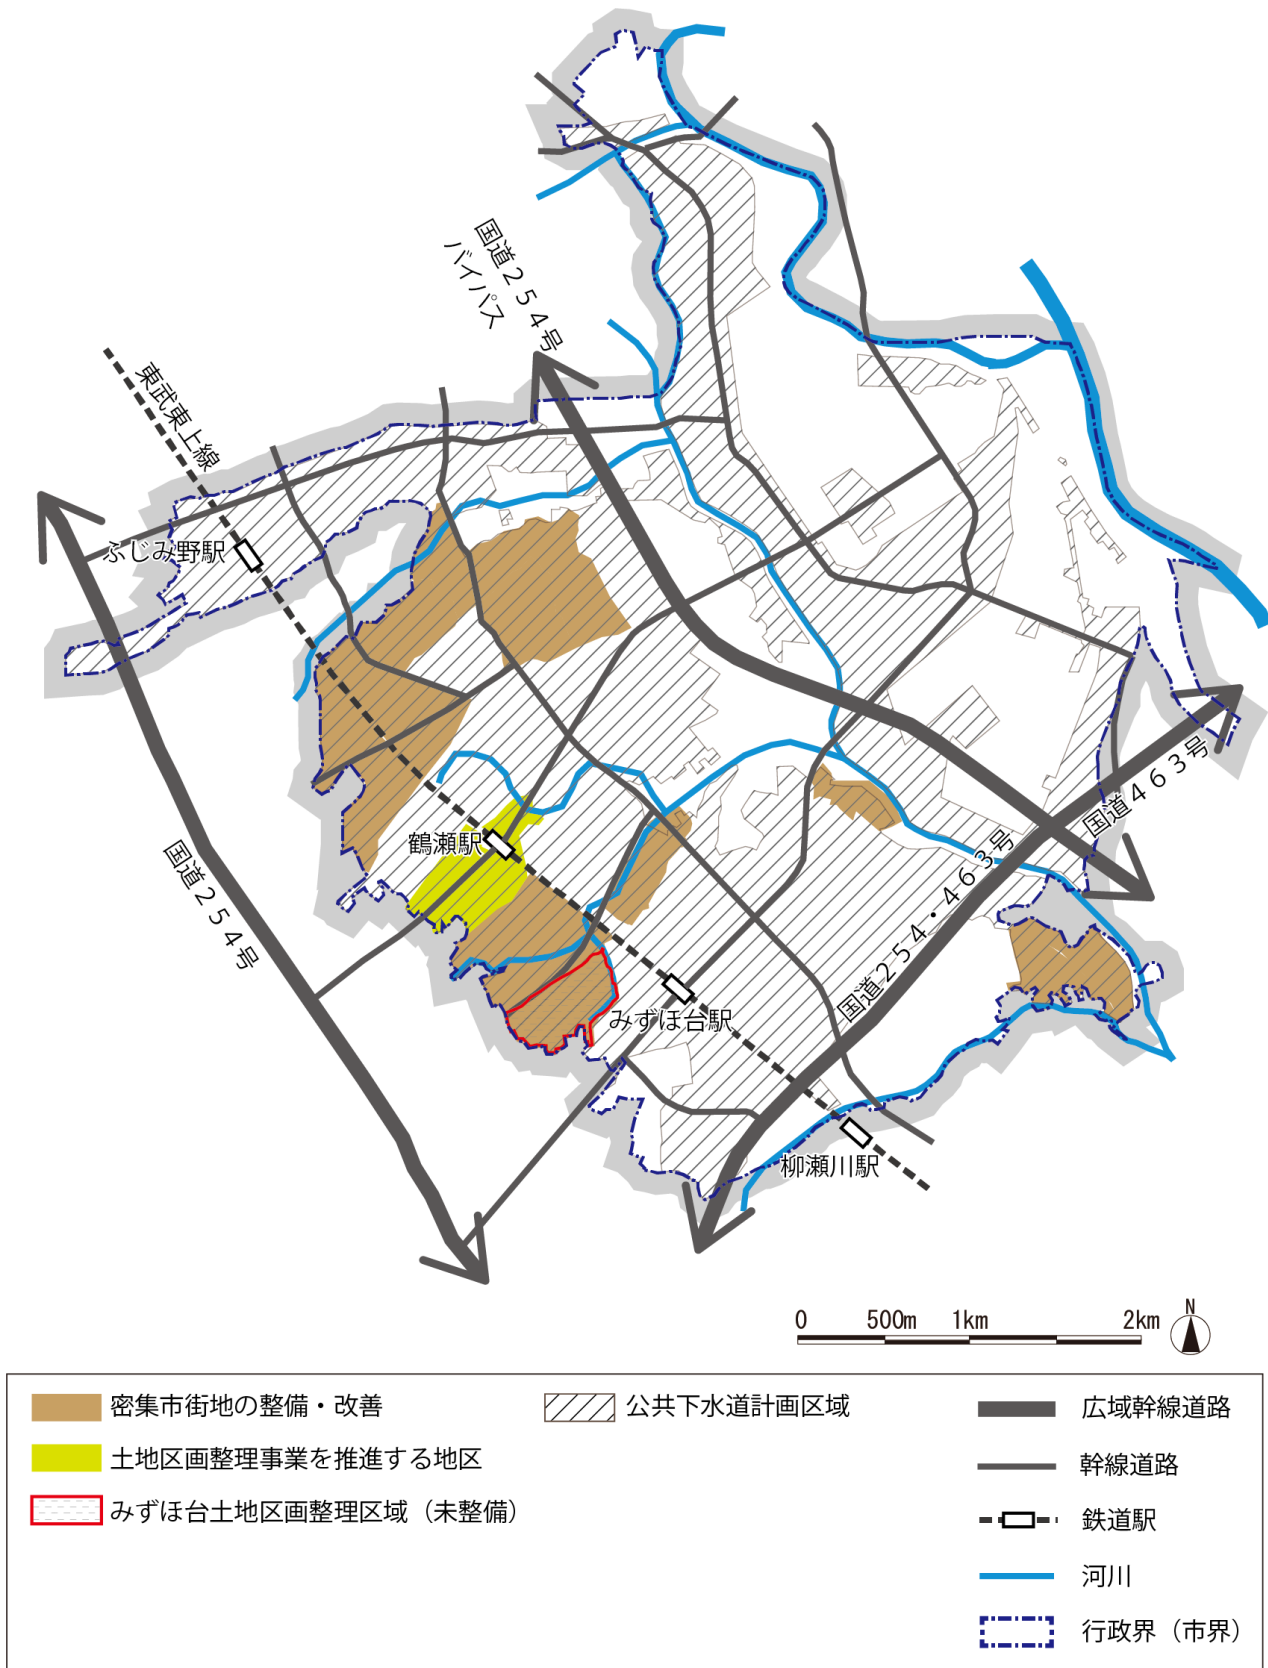 国道２５４号
バイパス
東武東上線
ふじみ野駅
鶴瀬駅
国道２５４号
国道４６３号
国道２５４・４６３号
みずほ台駅
柳瀬川駅
0 500m 1km 2km
N
密集市街地の整備・改善
公共下水道計画区域
広域幹線道路
土地区画整理事業を推進する地区
幹線道路
みずほ台土地区画整理区域（未整備）
鉄道駅
河川
行政界（市界）